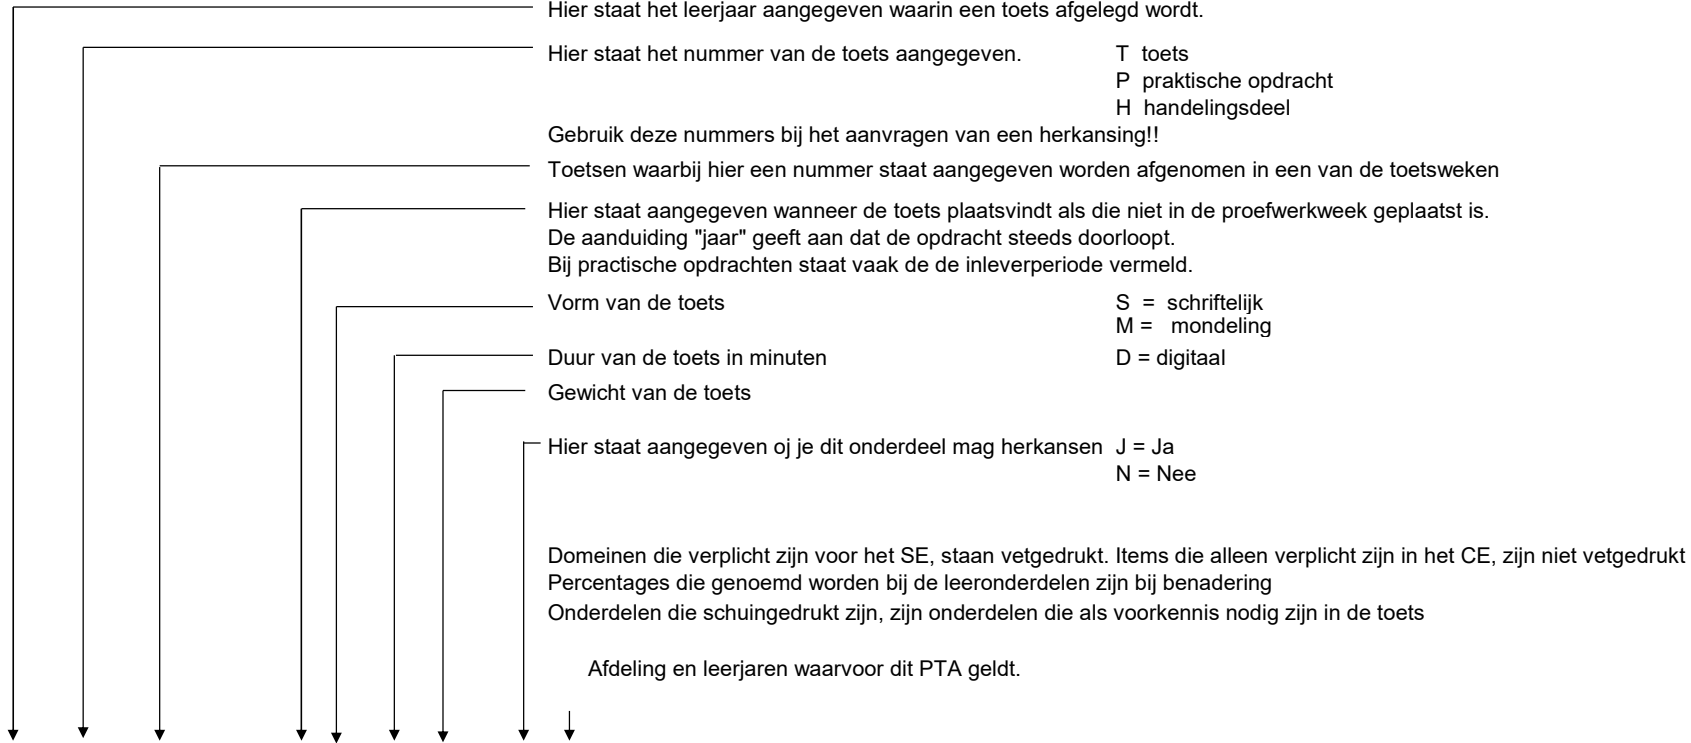 Hier staat het leerjaar aangegeven waarin een toets afgelegd wordt.
Hier staat het nummer van de toets aangegeven. T toets
P praktische opdracht
H handelingsdeel
Gebruik deze nummers bij het aanvragen van een herkansing!!
Toetsen waarbij hier een nummer staat aangegeven worden afgenomen in een van de toetsweken
Hier staat aangegeven wanneer de toets plaatsvindt als die niet in de proefwerkweek geplaatst is.
De aanduiding "jaar" geeft aan dat de opdracht steeds doorloopt.
Bij practische opdrachten staat vaak de de inleverperiode vermeld.
Vorm van de toets S = schriftelijk
M = mondeling
Duur van de toets in minuten D = digitaal
Gewicht van de toets
Hier staat aangegeven oj je dit onderdeel mag herkansen J = Ja
N = Nee
Domeinen die verplicht zijn voor het SE, staan vetgedrukt. Items die alleen verplicht zijn in het CE, zijn niet vetgedrukt
Percentages die genoemd worden bij de leeronderdelen zijn bij benadering
Onderdelen die schuingedrukt zijn, zijn onderdelen die als voorkennis nodig zijn in de toets
Afdeling en leerjaren waarvoor dit PTA geldt.